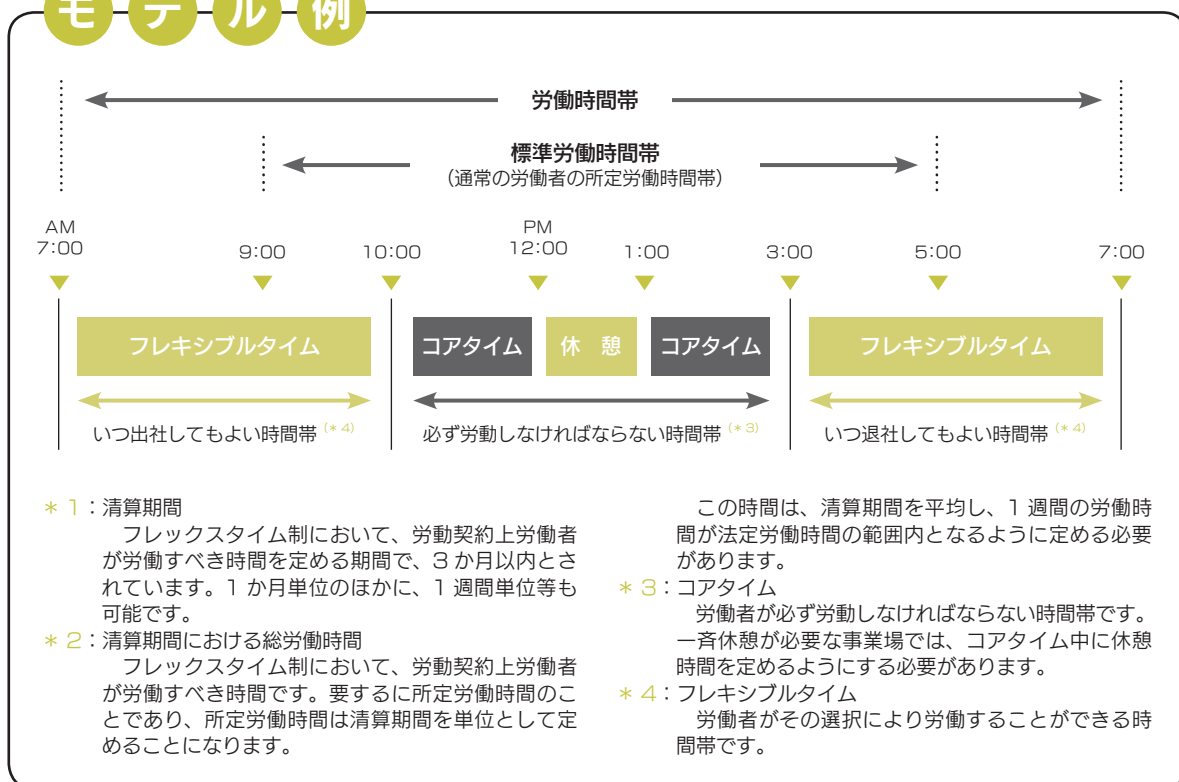 モデル例
労働時間帯
標準労働時間帯
（通常の労働者の所定労働時間帯）
AM
7:00
9:00
10:00
PM
12:00
1:00
3:00
5:00
7:00
フレキシブルタイム
コアタイム
休　憩
コアタイム
フレキシブルタイム
いつ出社してもよい時間帯（＊4）
必ず労働しなければならない時間帯（＊3）
いつ退社してもよい時間帯（＊4）
＊1：清算期間
　フレックスタイム制において、労働契約上労働者
が労働すべき時間を定める期間で、3か月以内とさ
れています。1か月単位のほかに、1週間単位等も
可能です。
＊2：清算期間における総労働時間
　フレックスタイム制において、労働契約上労働者
が労働すべき時間です。要するに所定労働時間のこ
とであり、所定労働時間は清算期間を単位として定
めることになります。
　この時間は、清算期間を平均し、1週間の労働時
間が法定労働時間の範囲内となるように定める必要
があります。
＊3：コアタイム
　労働者が必ず労働しなければならない時間帯です。
一斉休憩が必要な事業場では、コアタイム中に休憩
時間を定めるようにする必要があります。
＊4：フレキシブルタイム
　労働者がその選択により労働することができる時
間帯です。